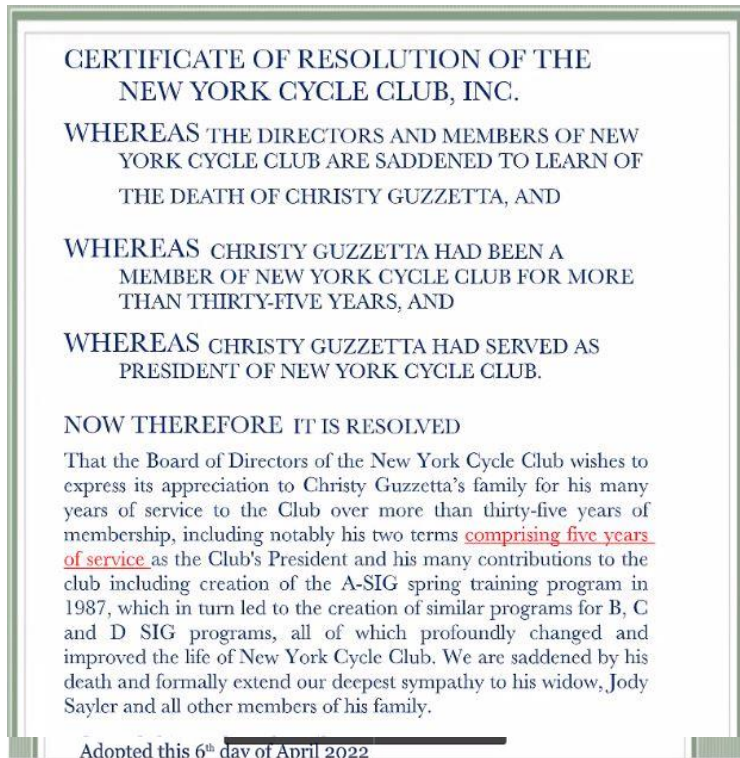 CERTIFICATE OF RESOLUTION OF THE
NEW YORK CYCLE CLUB, INC.
WHEREAS THE DIRECTORS AND MEMBERS OF NEW
YORK CYCLE CLUB ARE SADDENED TO LEARN OF
THE DEATH OF CHRISTY GUZZETTA, AND
WHEREAS CHRISTY GUZZETTA HAD BEEN A
MEMBER OF NEW YORK CYCLE CLUB FOR MORE
THAN THIRTY-FIVE YEARS, AND
WHEREAS CHRISTY GUZZETTA HAD SERVED AS
PRESIDENT OF NEW YORK CYCLE CLUB.
NOW THEREFORE IT IS RESOLVED
That the Board of Directors of the New York Cycle Club wishes to
express its appreciation to Christy Guzzetta's family for his many
years of service to the Club over more than thirty-five years of
membership, including notably his two terms comprising five years
of service as the Club's President and his many contributions to the
club including creation of the A-SIG spring training program in
1987, which in turn led to the creation of similar programs for B, C
and D SIG programs, all of which profoundly changed and
improved the life of New York Cycle Club. We are saddened by his
death and formally extend our deepest sympathy to his widow, Jody
Sayler and all other members of his family.
Adopted this 6th day of April 2022